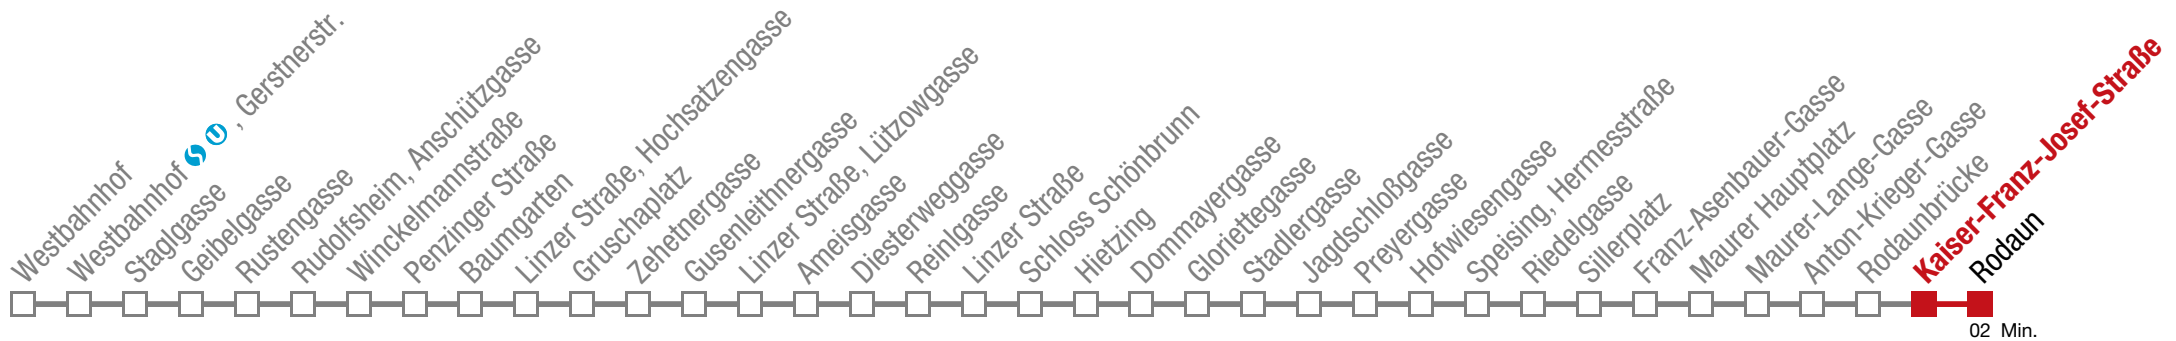 Westbahnhof
Westbahnhof S U , Gerstnerstr.
Staglgasse
Geibelgasse
Rustengasse
Rudolfsheim, Anschützgasse
Winckelmannstraße
Penzinger Straße
Baumgarten
Linzer Straße, Hochsatzengasse
Gruschaplatz
Zehetnergasse
Gusenleithnergasse
Linzer Straße, Lützowgasse
Ameisgasse
Diesterweggasse
Reinlgasse
Linzer Straße
Schloss Schönbrunn
Hietzing
Dommayergasse
Gloriettegasse
Stadlergasse
Jagdschloßgasse
Preyergasse
Hofwiesengasse
Speising, Hermesstraße
Riedelgasse
Sillerplatz
Franz-Asenbauer-Gasse
Maurer Hauptplatz
Maurer-Lange-Gasse
Anton-Krieger-Gasse
Rodaunbrücke
Kaiser-Franz-Josef-Straße
Rodaun
02 Min.